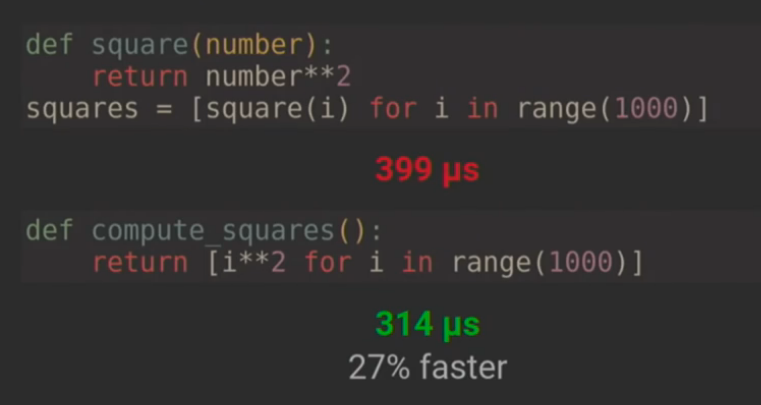 def square(number):
    return number**2
squares = [square(i) for i in range(1000)]
399 µs
def compute_squares():
    return [i**2 for i in range(1000)]
314 µs
27% faster